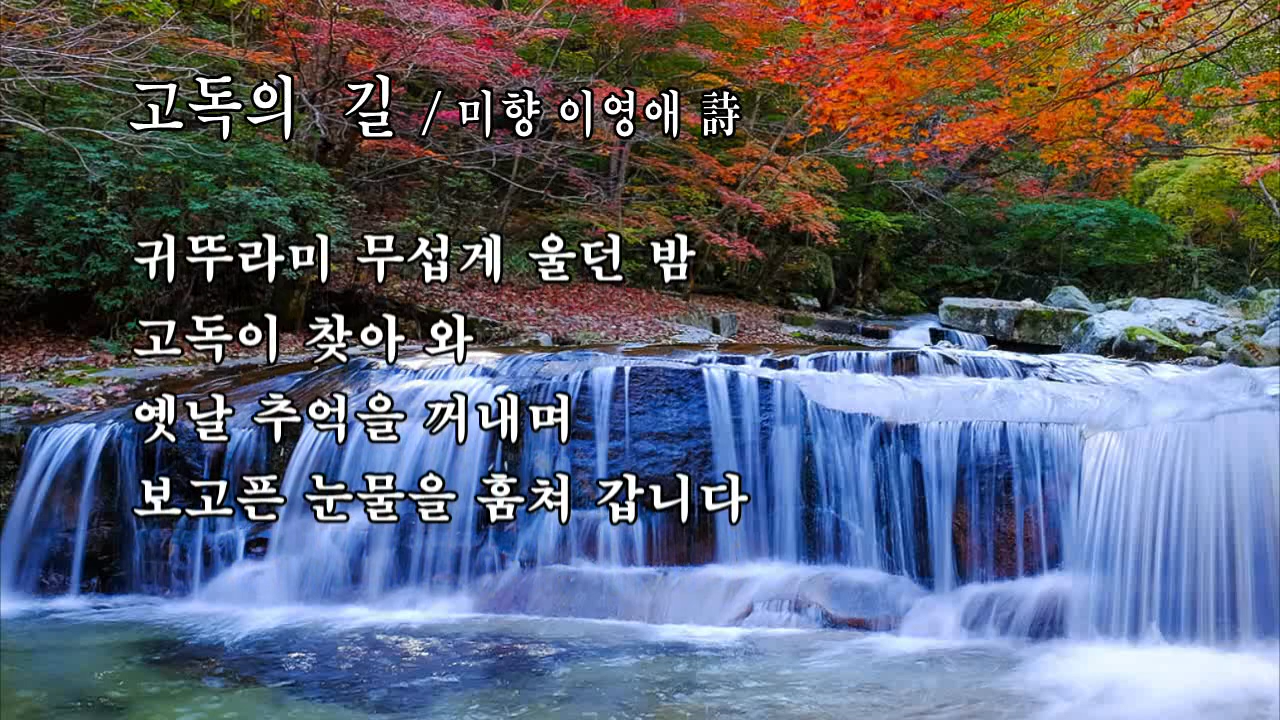 고독의 길 / 미향 이영애 詩
귀뚜라미 무섭게 울던 밤
고독이 찾아 와
옛날 추억을 꺼내며
보고픈 눈물을 훔쳐 갑니다